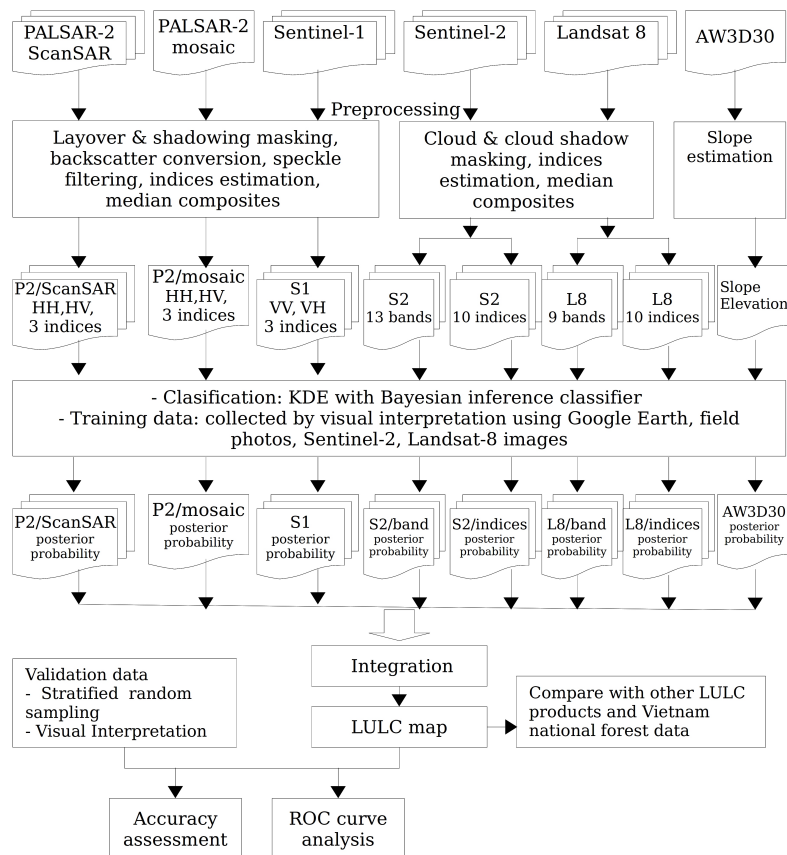 PALSAR-2
ScanSAR
PALSAR-2
mosaic
Sentinel-1
Sentinel-2
Landsat 8
AW3D30
Preprocessing
Layover & shadowing masking,
backscatter conversion, speckle
filtering, indices estimation,
median composites
Cloud & cloud shadow
masking, indices
estimation, median
composites
Slope
estimation
P2/ScanSAR
HH,HV,
3 indices
P2/mosaic
HH,HV,
3 indices
S1
VV, VH
3 indices
S2
13 bands
S2
10 indices
L8
9 bands
L8
10 indices
Slope
Elevation
- Clasification: KDE with Bayesian inference classifier
- Training data: collected by visual interpretation using Google Earth, field
photos, Sentinel-2, Landsat-8 images
P2/ScanSAR
posterior
probability
P2/mosaic
posterior
probability
S1
posterior
probability
S2/band
posterior
probability
S2/indices
posterior
probability
L8/band
posterior
probability
L8/indices
posterior
probability
AW3D30
posterior
probability
Integration
Validation data
- Stratified random
sampling
- Visual Interpretation
LULC map
Compare with other LULC
products and Vietnam
national forest data
Accuracy
assessment
ROC curve
analysis